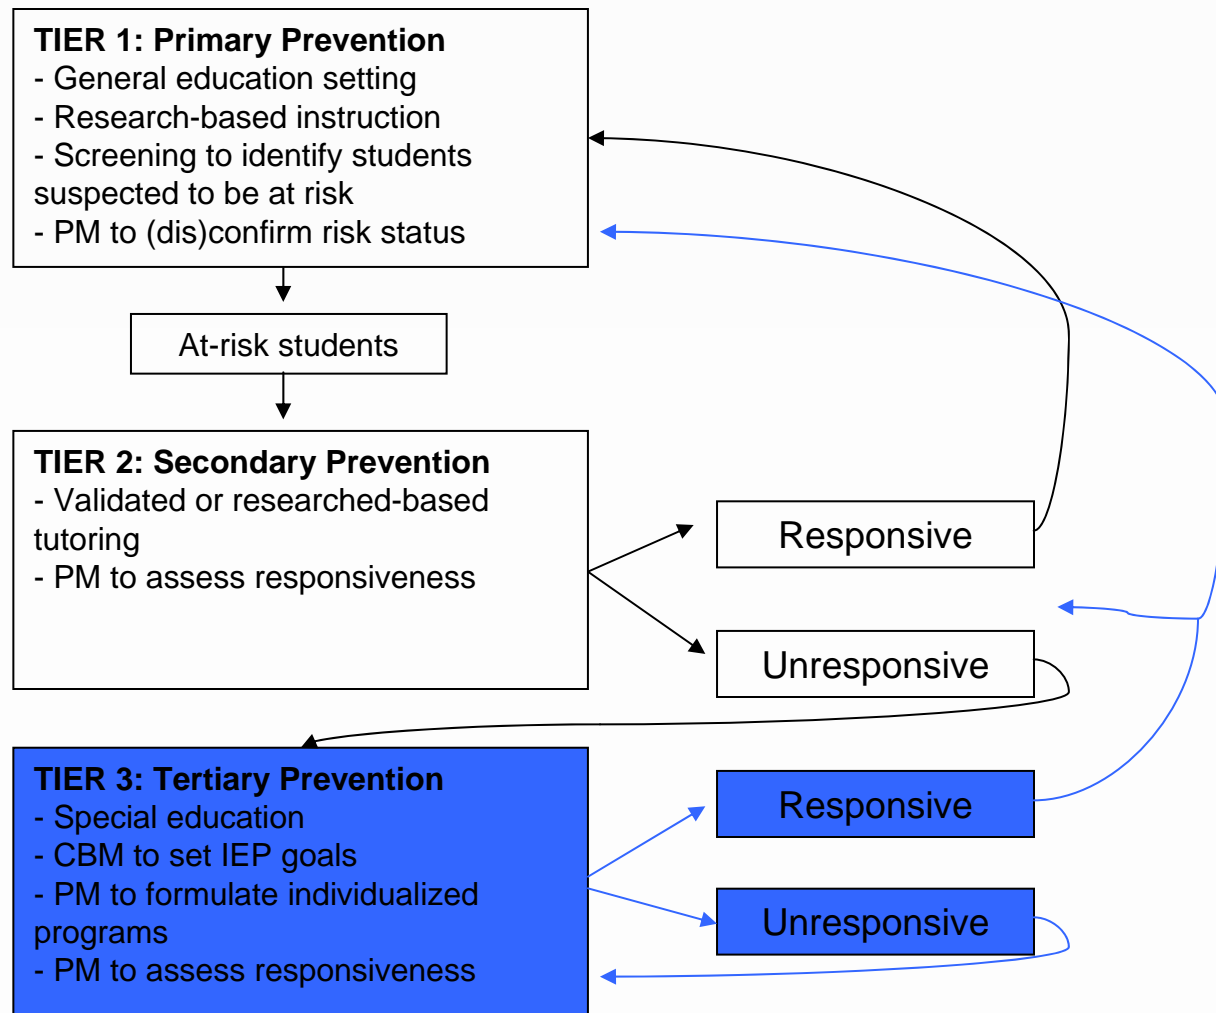 TIER 1: Primary Prevention
- General education setting
- Research-based instruction
- Screening to identify students
suspected to be at risk
- PM to (dis)confirm risk status
At-risk students
TIER 2: Secondary Prevention
- Validated or researched-based
tutoring
- PM to assess responsiveness
Responsive
Unresponsive
TIER 3: Tertiary Prevention
- Special education
- CBM to set IEP goals
- PM to formulate individualized
programs
- PM to assess responsiveness
Responsive
Unresponsive